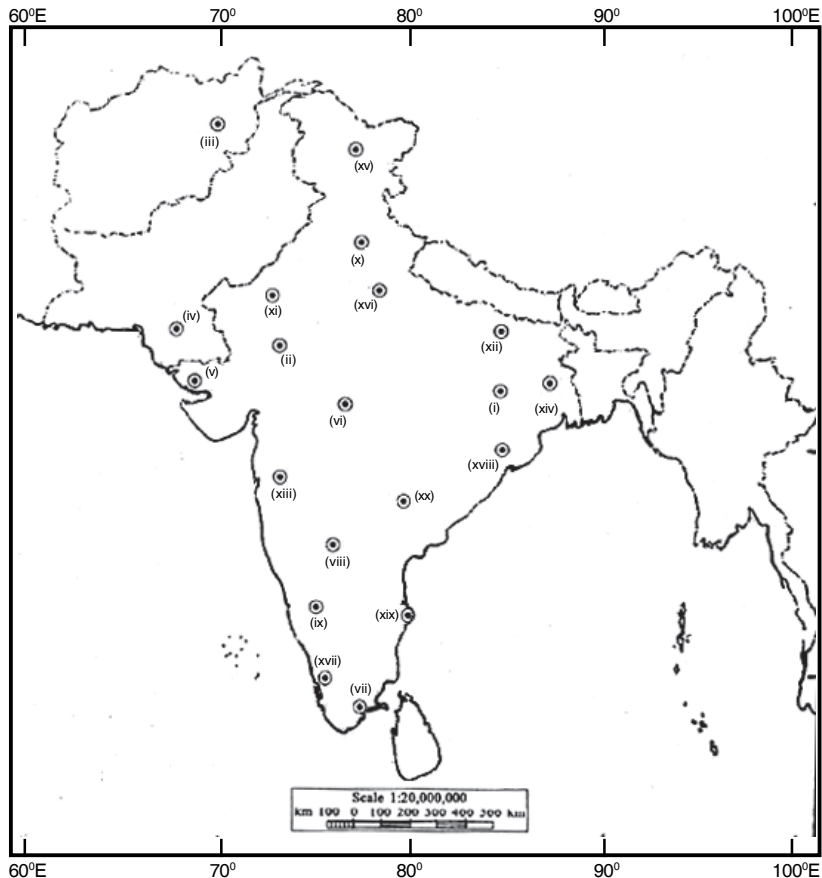 60⁰E 70⁰ 80⁰ 90⁰ 100⁰E
(iii)
(xv)
(x)
(xi) (xvi)
(iv)
(ii) (xii)
(v)
(vi) (i) (xiv)
(xviii)
(xiii) (xx)
(viii)
(ix) (xix)
(xvii)
(vii)
Scale 1:20,000,000
km 100 0 100 200 300 400 500 km
60⁰E 70⁰ 80⁰ 90⁰ 100⁰E